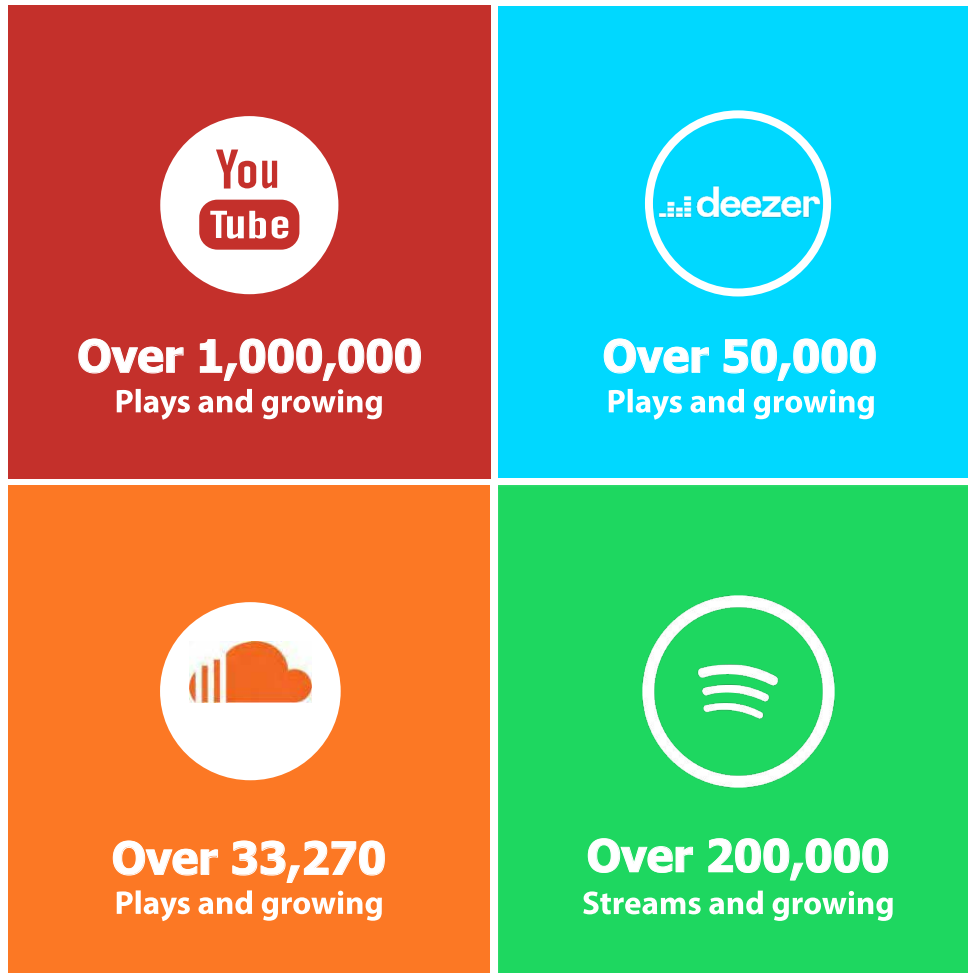 You
Tube
Over 1,000,000
Plays and growing
deezer
Over 50,000
Plays and growing
Over 33,270
Plays and growing
Over 200,000
Streams and growing